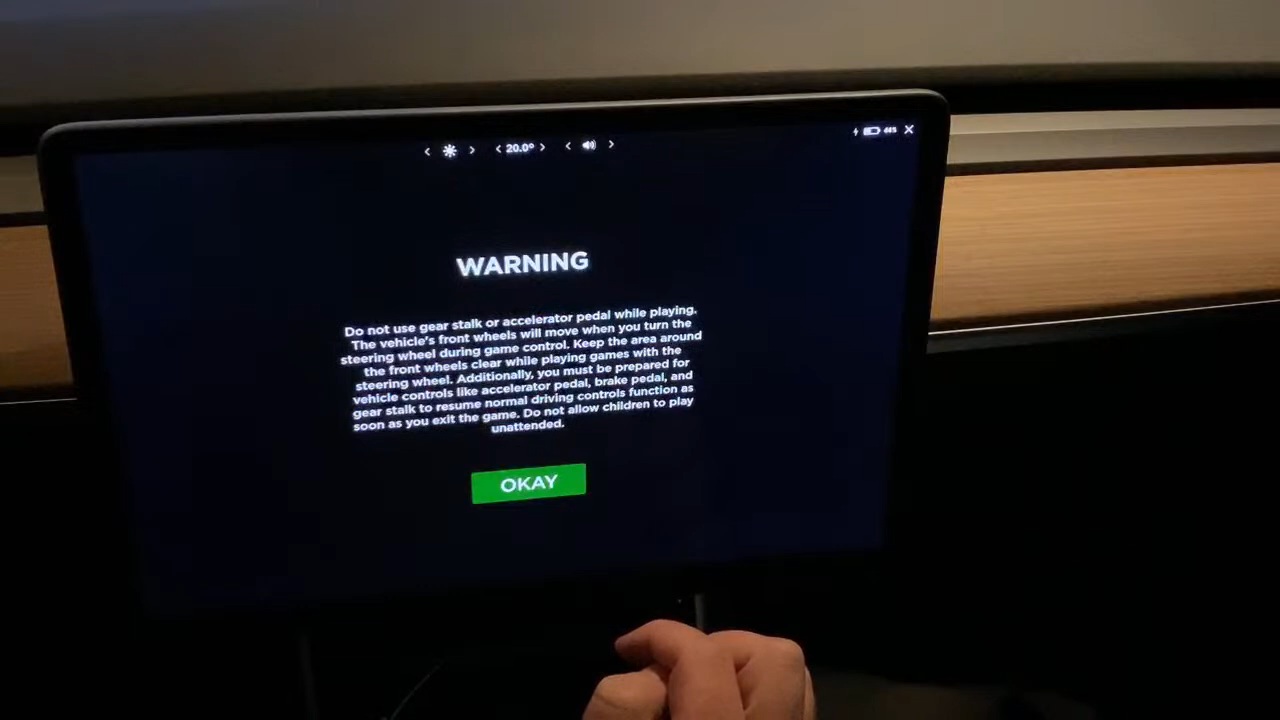 < > < 20.0° > < >
44%
WARNING
Do not use gear stalk or accelerator pedal while playing.
The vehicle's front wheels will move when you turn the
steering wheel during game control. Keep the area around
the front wheels clear while playing games with the
steering wheel. Additionally, you must be prepared for
vehicle controls like accelerator pedal, brake pedal, and
gear stalk to resume normal driving controls function as
soon as you exit the game. Do not allow children to play
unattended.
OKAY